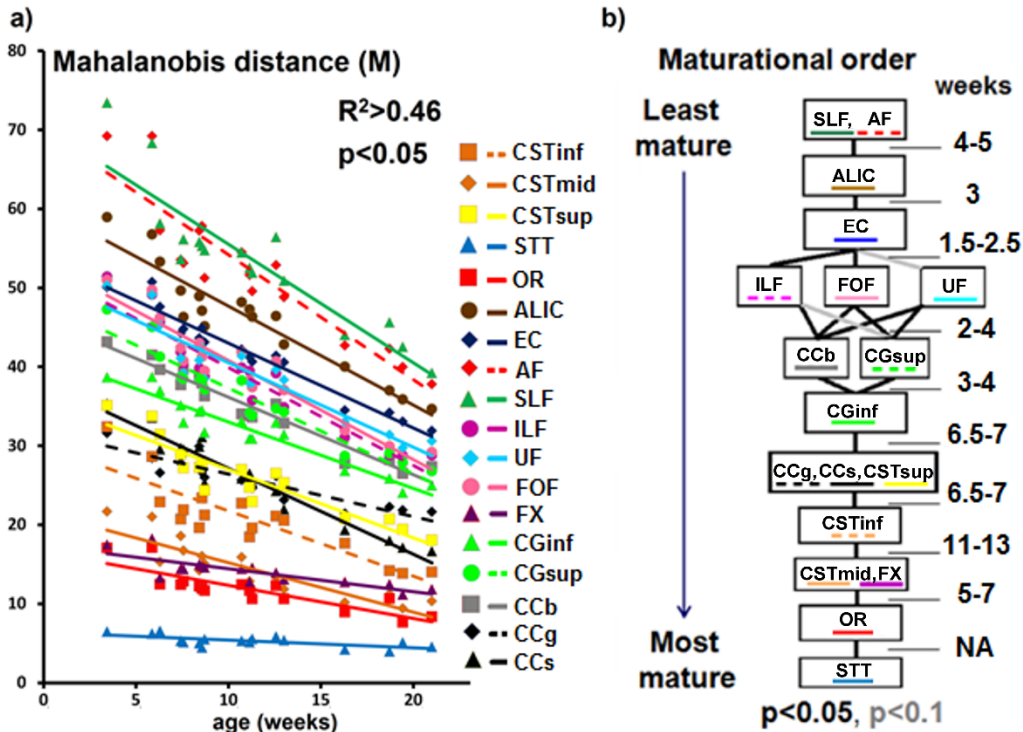 a)
Mahalanobis distance (M)
R²>0.46
p<0.05
80
70
60
50
40
30
20
10
0
0 5 10 15 20
age (weeks)
CSTinf
CSTmid
CSTsup
STT
OR
ALIC
EC
AF
SLF
ILF
UF
FOF
FX
CGinf
CGsup
CCb
CCg
CCs
b)
Maturational order
weeks
Least
mature
Most
mature
SLF, AF
4-5
ALIC
3
EC
1.5-2.5
ILF FOF UF
2-4
CCb CGsup
3-4
CGinf
6.5-7
CCg,CCs,CSTsup
6.5-7
CSTinf
11-13
CSTmid,FX
5-7
OR
NA
STT
p<0.05, p<0.1